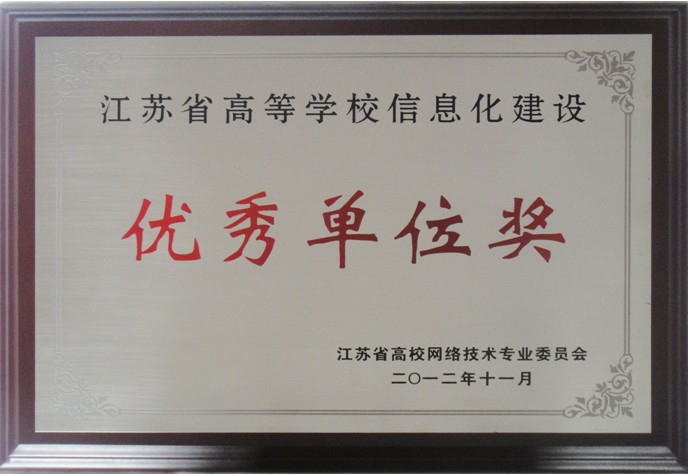 江苏省高等学校信息化建设
优秀单位奖
江苏省高校网络技术专业委员会
二〇一二年十一月